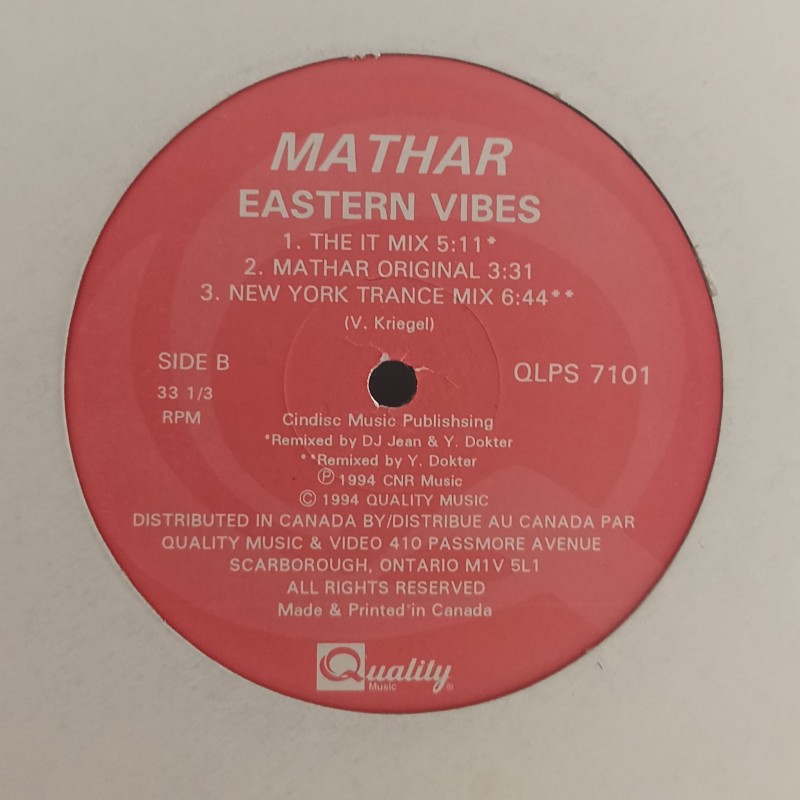 MATHAR
EASTERN VIBES
1. THE IT MIX 5:11*
2. MATHAR ORIGINAL 3:31
3. NEW YORK TRANCE MIX 6:44**
(V. Kriegel)
SIDE B
QLPS 7101
33 1/3
RPM
Cindisc Music Publishsing
*Remixed by DJ Jean & Y. Dokter
**Remixed by Y. Dokter
℗ 1994 CNR Music
© 1994 QUALITY MUSIC
DISTRIBUTED IN CANADA BY/DISTRIBUE AU CANADA PAR
QUALITY MUSIC & VIDEO 410 PASSMORE AVENUE
SCARBOROUGH, ONTARIO M1V 5L1
ALL RIGHTS RESERVED
Made & Printed in Canada
Quality
Music ®